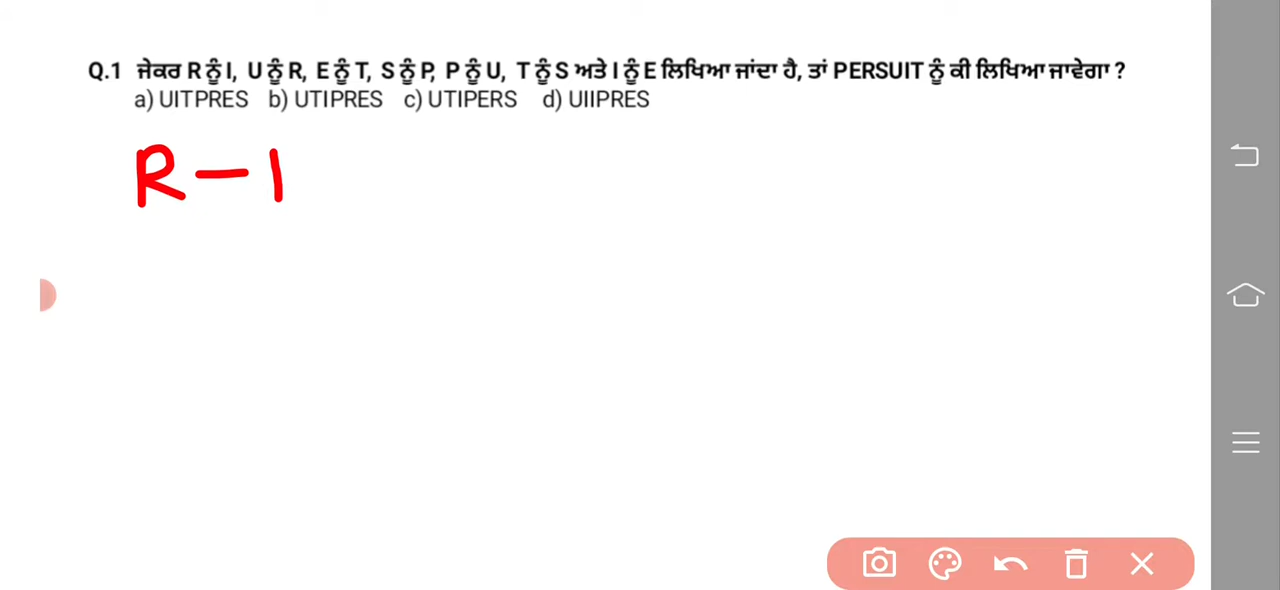 Q.1 ਜੇਕਰ R ਨੂੰ I, U ਨੂੰ R, E ਨੂੰ T, S ਨੂੰ P, P ਨੂੰ U, T ਨੂੰ S ਅਤੇ I ਨੂੰ E ਲਿਖਿਆ ਜਾਂਦਾ ਹੈ, ਤਾਂ PERSUIT ਨੂੰ ਕੀ ਲਿਖਿਆ ਜਾਵੇਗਾ ?
a) UITPRES b) UTIPRES c) UTIPERS d) UIIPRES
R – I